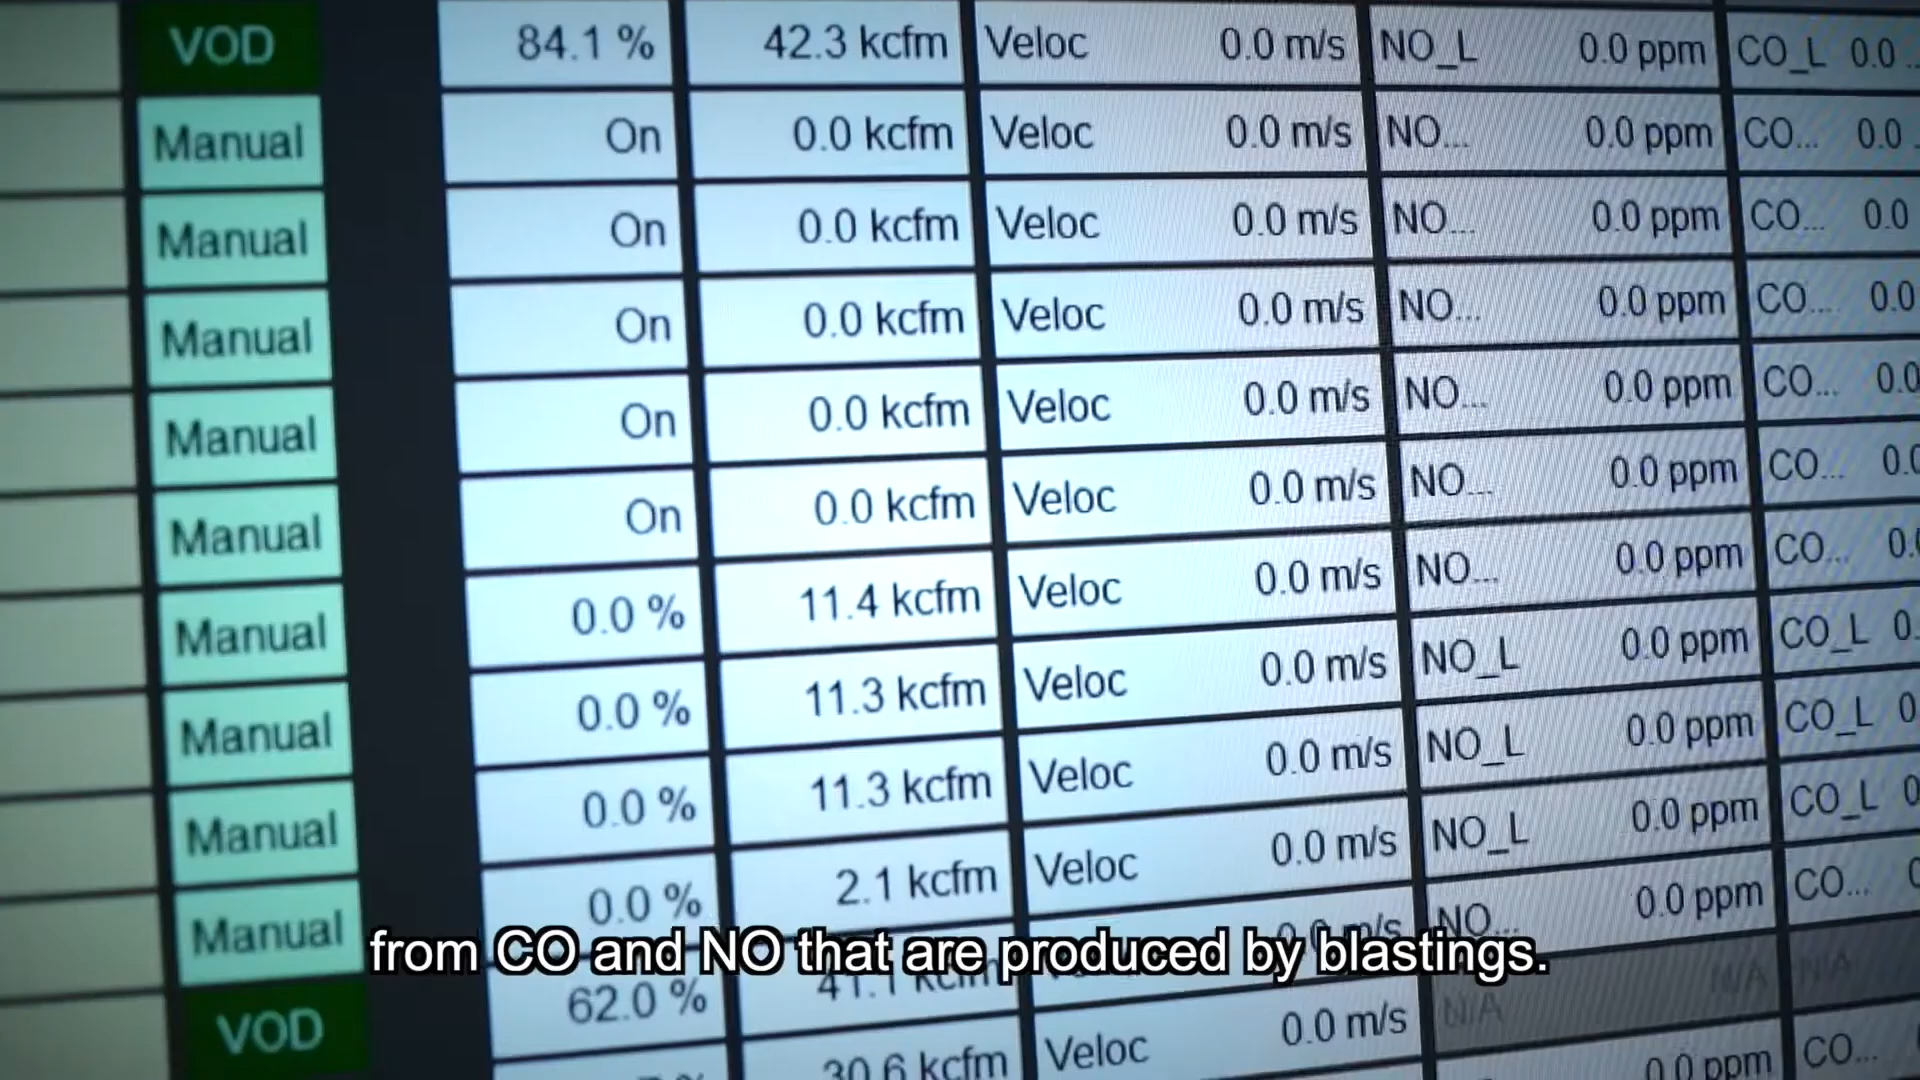 VOD 84.1 % 42.3 kcfm Veloc 0.0 m/s NO_L 0.0 ppm CO_L 0.0 ..
Manual On 0.0 kcfm Veloc 0.0 m/s NO... 0.0 ppm CO... 0.0
Manual On 0.0 kcfm Veloc 0.0 m/s NO... 0.0 ppm CO... 0.0
Manual On 0.0 kcfm Veloc 0.0 m/s NO... 0.0 ppm CO... 0.0
Manual On 0.0 kcfm Veloc 0.0 m/s NO... 0.0 ppm CO... 0.0
Manual On 0.0 kcfm Veloc 0.0 m/s NO... 0.0 ppm CO...
Manual 0.0 % 11.4 kcfm Veloc 0.0 m/s NO... 0.0 ppm CO...
Manual 0.0 % 11.3 kcfm Veloc 0.0 m/s NO_L 0.0 ppm CO_L
Manual 0.0 % 11.3 kcfm Veloc 0.0 m/s NO_L 0.0 ppm CO_L
Manual 0.0 % 2.1 kcfm Veloc 0.0 m/s NO_L 0.0 ppm CO_L
VOD 62.0 % 41.1 kcfm 0.0 m/s NO... 0.0 ppm CO...
30.6 kcfm Veloc 0.0 m/s N/A N/A N/A
0.0 ppm CO...
from CO and NO that are produced by blastings.